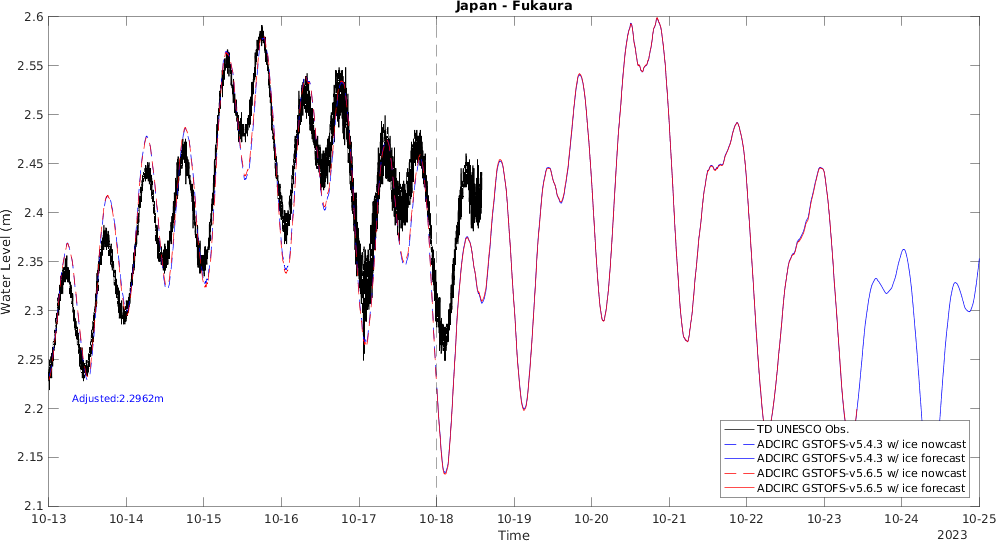 Japan - Fukaura
2.6
2.55
2.5
2.45
2.4
2.35
2.3
2.25
2.2
2.15
2.1
Water Level (m)
Adjusted:2.2962m
TD UNESCO Obs.
ADCIRC GSTOFS-v5.4.3 w/ ice nowcast
ADCIRC GSTOFS-v5.4.3 w/ ice forecast
ADCIRC GSTOFS-v5.6.5 w/ ice nowcast
ADCIRC GSTOFS-v5.6.5 w/ ice forecast
10-13 10-14 10-15 10-16 10-17 10-18 10-19 10-20 10-21 10-22 10-23 10-24 10-25
Time
2023